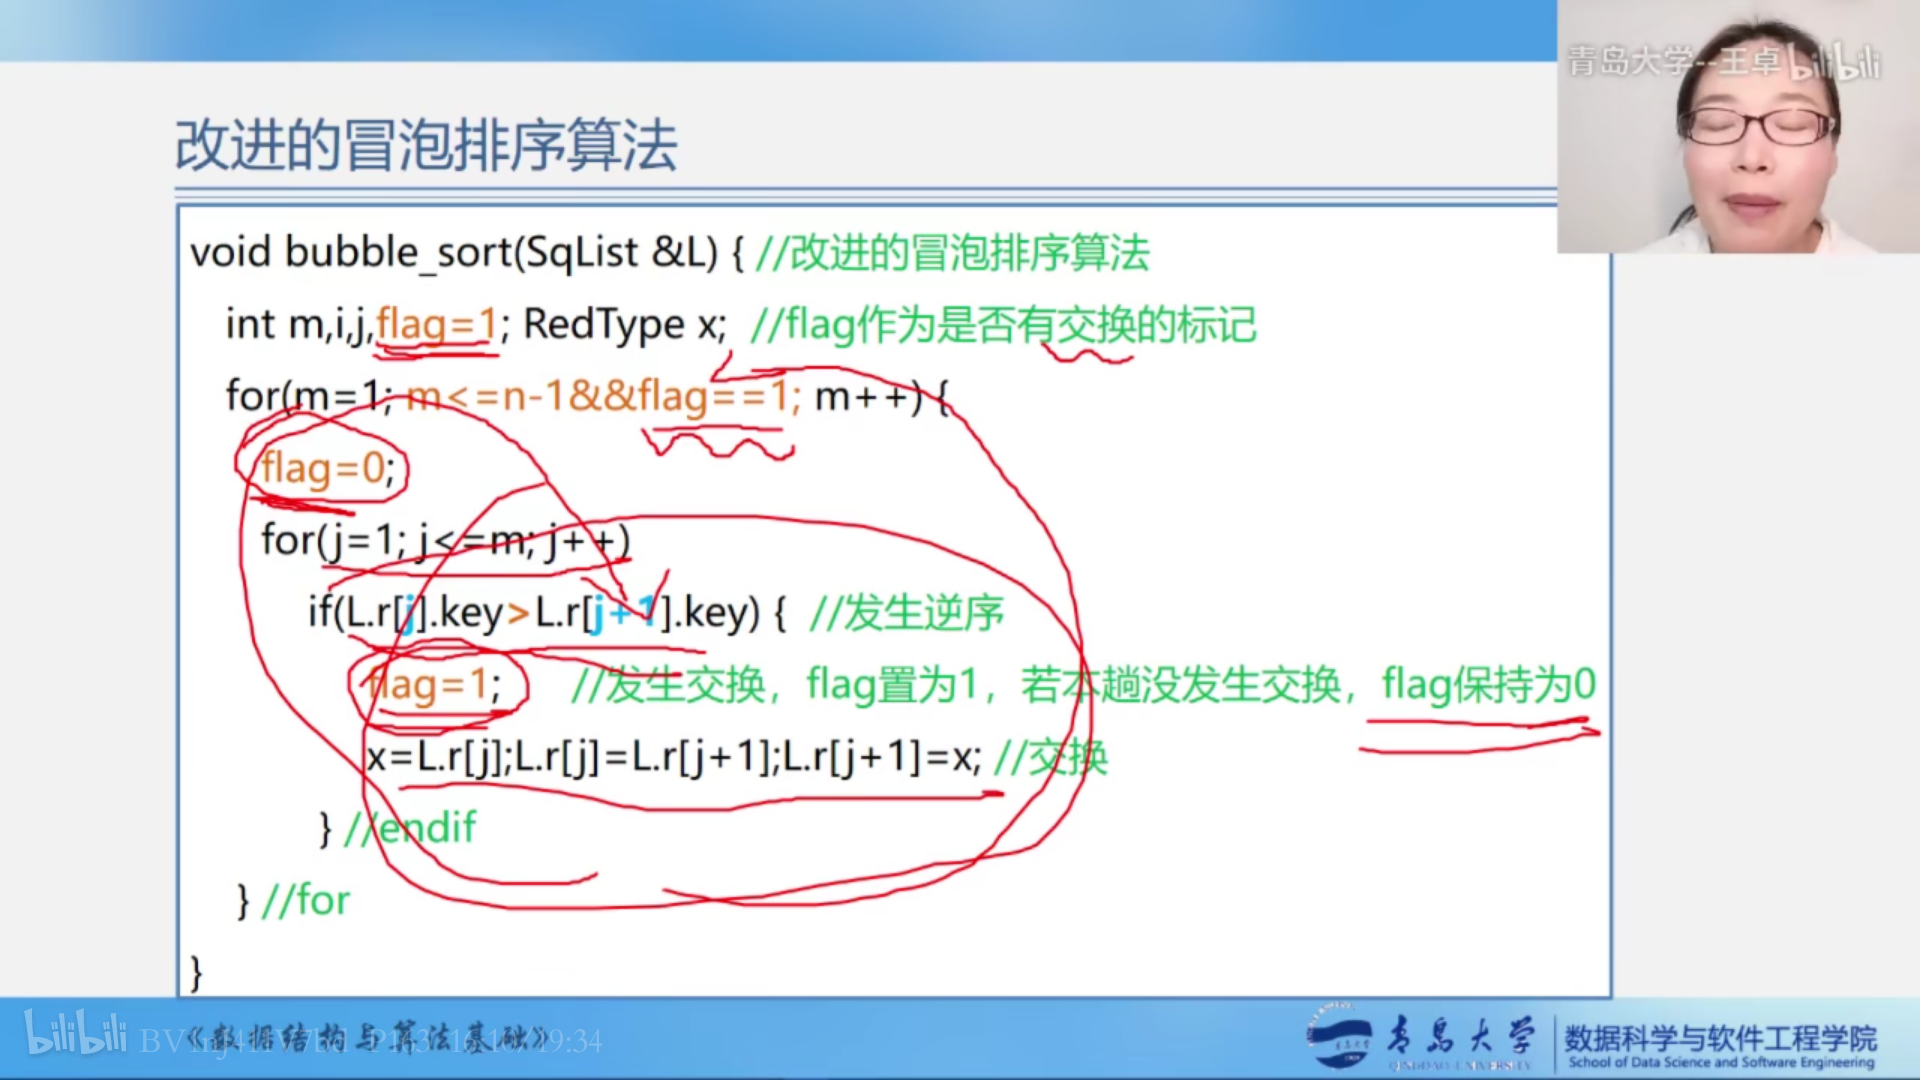 青岛大学--王卓 bilibili
改进的冒泡排序算法
void bubble_sort(SqList &L) { //改进的冒泡排序算法
int m,i,j,flag=1; RedType x; //flag作为是否有交换的标记
for(m=1; m<=n-1&&flag==1; m++) {
flag=0;
for(j=1; j<=m; j++)
if(L.r[j].key>L.r[j+1].key) { //发生逆序
flag=1; //发生交换，flag置为1，若本趟没发生交换，flag保持为0
x=L.r[j];L.r[j]=L.r[j+1];L.r[j+1]=x; //交换
} //endif
} //for
}
bilibili
《数据结构与算法基础》
19:34
青岛大学
QINGDAO UNIVERSITY
数据科学与软件工程学院
School of Data Science and Software Engineering